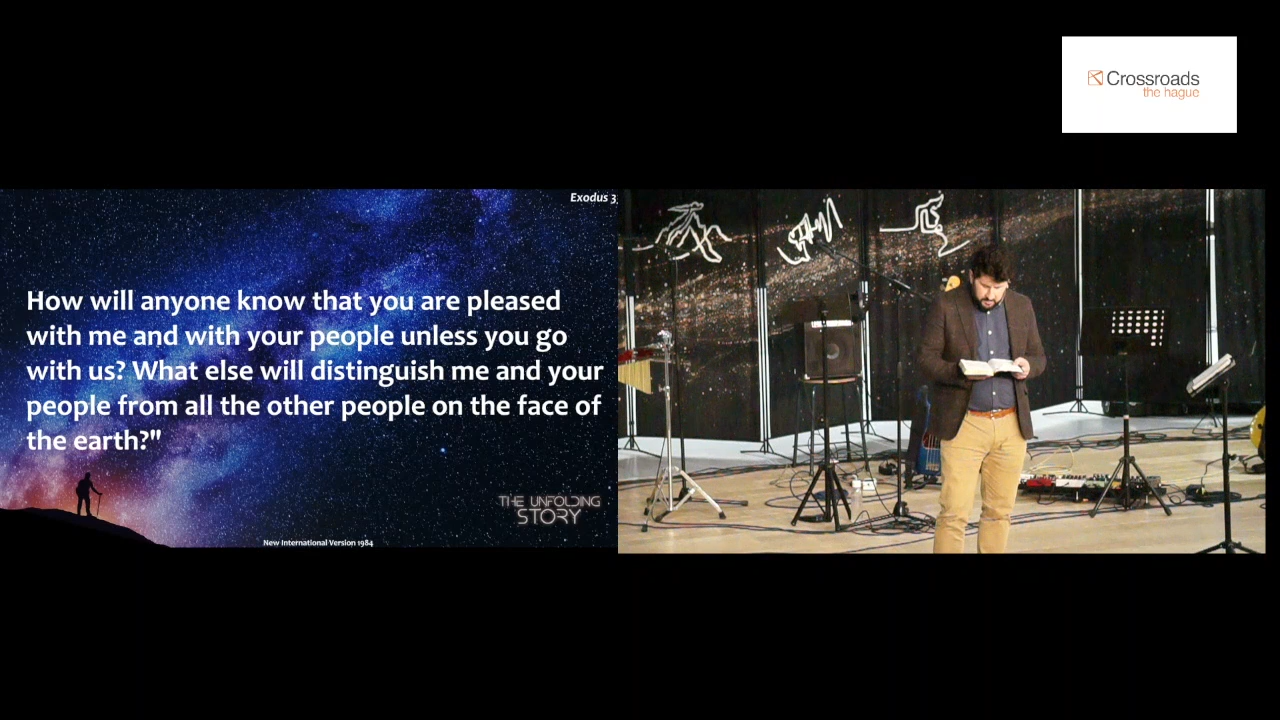 Crossroads
the hague
Exodus 3
How will anyone know that you are pleased
with me and with your people unless you go
with us? What else will distinguish me and your
people from all the other people on the face of
the earth?"
THE UNFOLDING
STORY
New International Version 1984